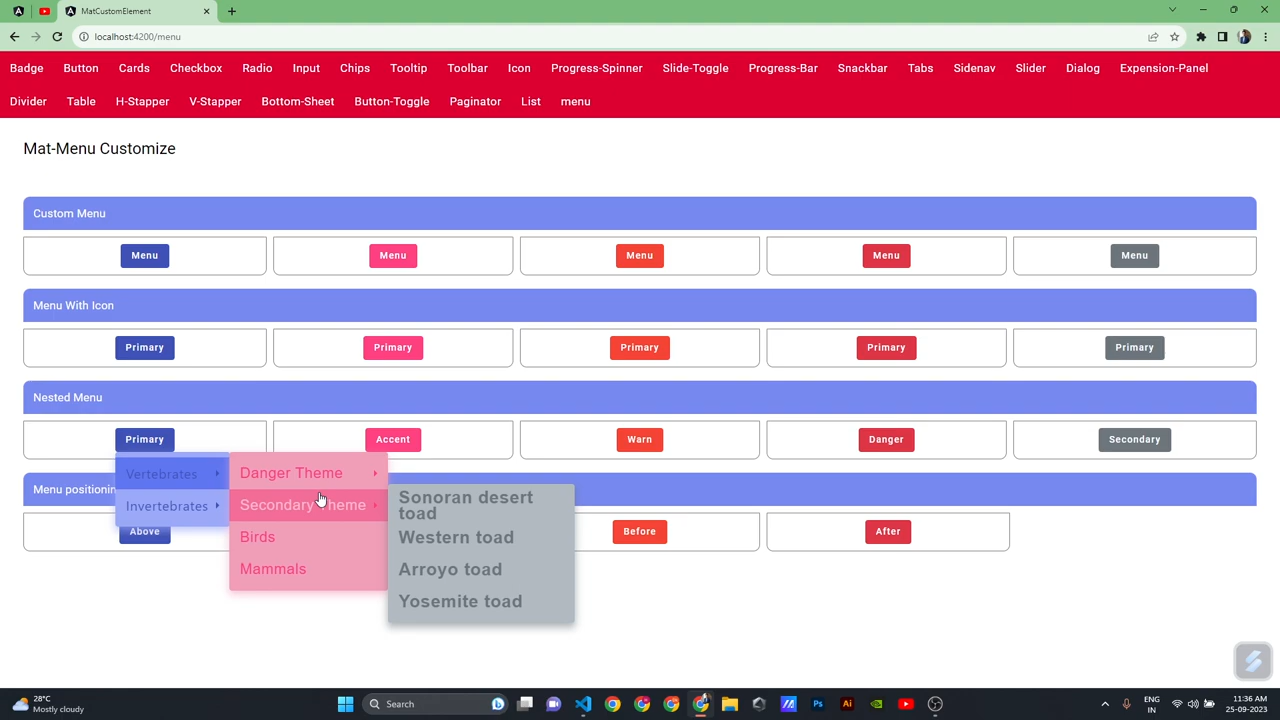 MatCustomElement
localhost:4200/menu
Badge Button Cards Checkbox Radio Input Chips Tooltip Toolbar Icon Progress-Spinner Slide-Toggle Progress-Bar Snackbar Tabs Sidenav Slider Dialog Expension-Panel
Divider Table H-Stapper V-Stapper Bottom-Sheet Button-Toggle Paginator List menu
Mat-Menu Customize
Custom Menu
Menu Menu Menu Menu Menu
Menu With Icon
Primary Primary Primary Primary Primary
Nested Menu
Primary Accent Warn Danger Secondary
Vertebrates
Invertebrates
Danger Theme
Secondary Theme
Birds
Mammals
Sonoran desert
toad
Western toad
Arroyo toad
Yosemite toad
Menu positionin
Above Before After
28°C
Mostly cloudy
Search
Ps
Ai
ENG
IN
11:36 AM
25-09-2023